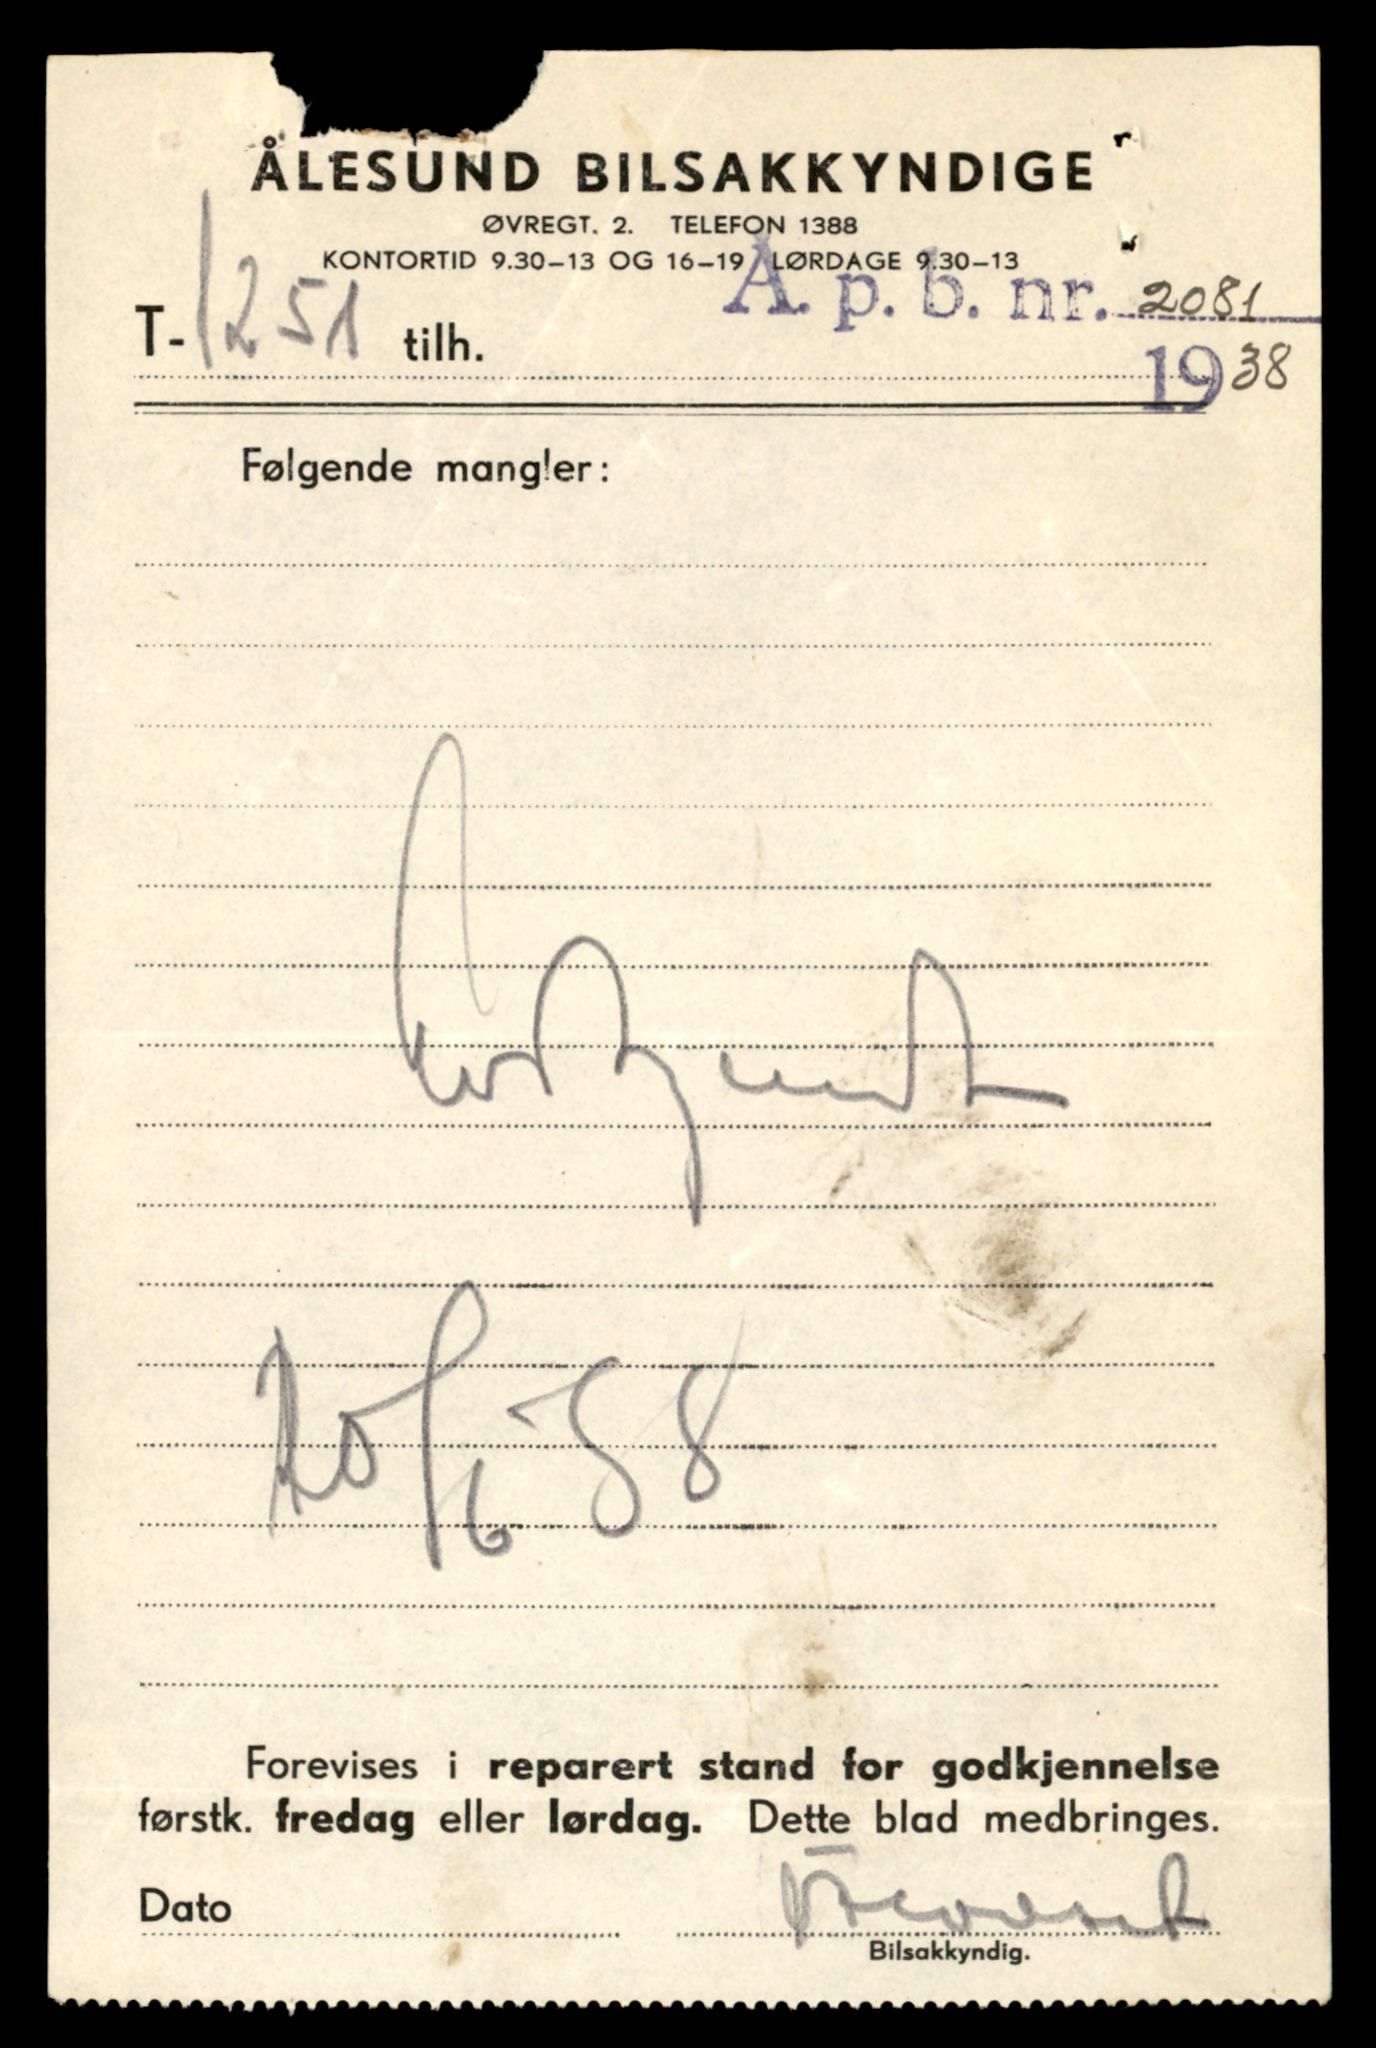 ÅLESUND BILSAKKYNDIGE
ØVREGT. 2. TELEFON 1388
KONTORTID 9.30–13 OG 16–19 LØRDAGE 9.30–13
A. p. b. nr. 2081
T-1251 tilh.
1938
Følgende mangler:
Godkjent
20/6-38
Forevises i reparert stand for godkjennelse
førstk. fredag eller lørdag. Dette blad medbringes.
Dato
Bilsakkyndig.